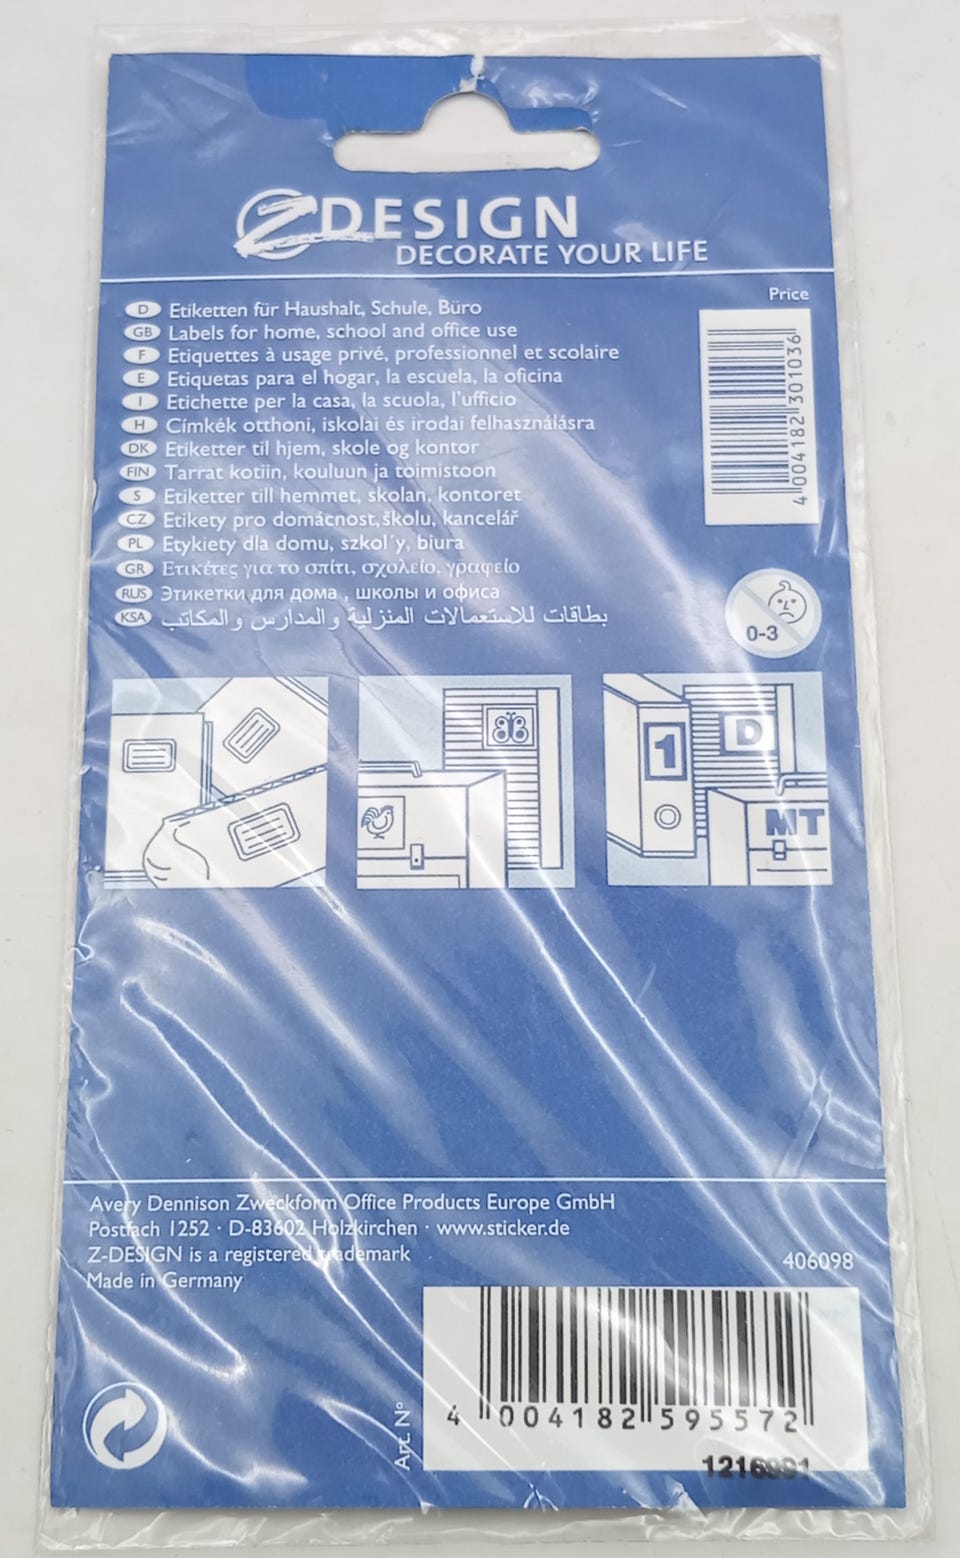 Z DESIGN
DECORATE YOUR LIFE
Price
4 004182 301036
D Etiketten für Haushalt, Schule, Büro
GB Labels for home, school and office use
F Etiquettes à usage privé, professionnel et scolaire
E Etiquetas para el hogar, la escuela, la oficina
I Etichette per la casa, la scuola, l'ufficio
H Címkék otthoni, iskolai és irodai felhasználásra
DK Etiketter til hjem, skole og kontor
FIN Tarrat kotiin, kouluun ja toimistoon
S Etiketter till hemmet, skolan, kontoret
CZ Etikety pro domácnost, školu, kancelář
PL Etykiety dla domu, szkol´y, biura
GR Ετικέτες για το σπίτι, σχολείο, γραφείο
RUS Этикетки для дома , школы и офиса
KSA بطاقات للاستعمالات المنزلية و المدارس و المكاتب
0-3
1 D
MT
Avery Dennison Zweckform Office Products Europe GmbH
Postfach 1252 · D-83602 Holzkirchen · www.sticker.de
Z-DESIGN is a registered trademark
Made in Germany
406098
Art. N°
4 004182 595572